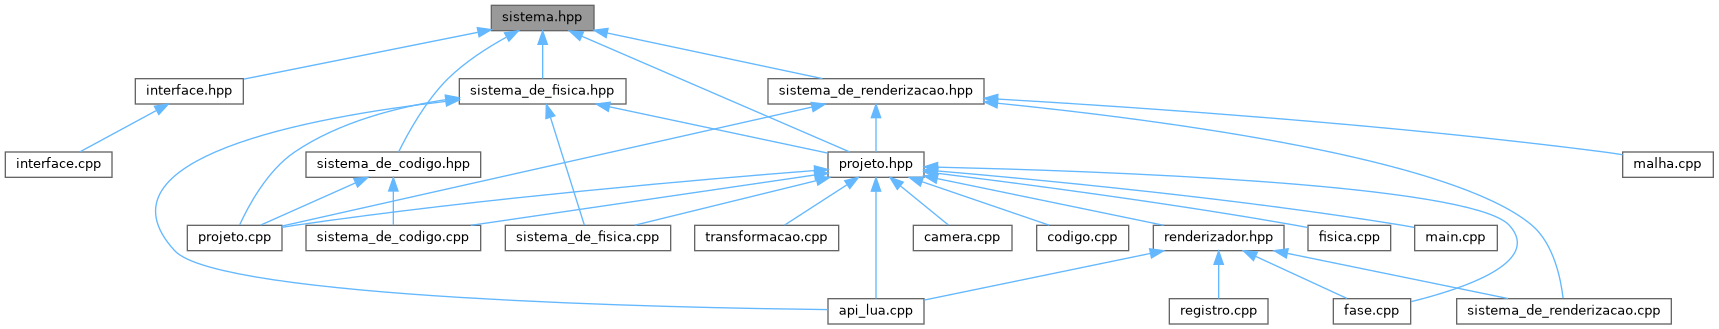 sistema.hpp
interface.hpp
sistema_de_fisica.hpp
sistema_de_renderizacao.hpp
interface.cpp
sistema_de_codigo.hpp
projeto.hpp
malha.cpp
projeto.cpp
sistema_de_codigo.cpp
sistema_de_fisica.cpp
transformacao.cpp
camera.cpp
codigo.cpp
renderizador.hpp
fisica.cpp
main.cpp
api_lua.cpp
registro.cpp
fase.cpp
sistema_de_renderizacao.cpp